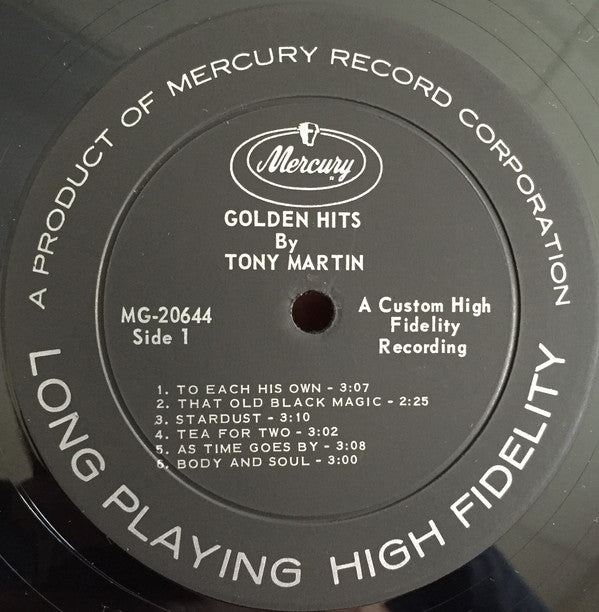 A PRODUCT OF MERCURY RECORD CORPORATION
Mercury
GOLDEN HITS
By
TONY MARTIN
MG-20644
Side 1
A Custom High
Fidelity
Recording
1. TO EACH HIS OWN - 3:07
2. THAT OLD BLACK MAGIC - 2:25
3. STARDUST - 3:10
4. TEA FOR TWO - 3:02
5. AS TIME GOES BY - 3:08
6. BODY AND SOUL - 3:00
LONG PLAYING HIGH FIDELITY